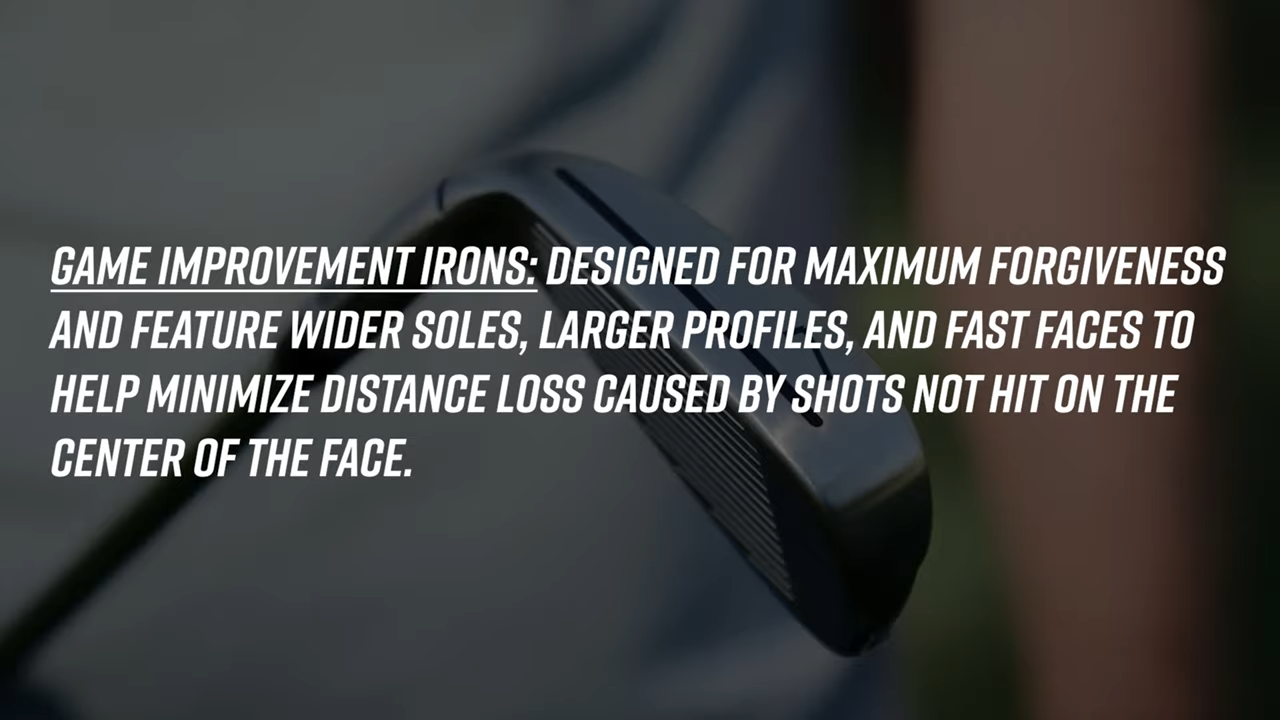 GAME IMPROVEMENT IRONS: DESIGNED FOR MAXIMUM FORGIVENESS
AND FEATURE WIDER SOLES, LARGER PROFILES, AND FAST FACES TO
HELP MINIMIZE DISTANCE LOSS CAUSED BY SHOTS NOT HIT ON THE
CENTER OF THE FACE.